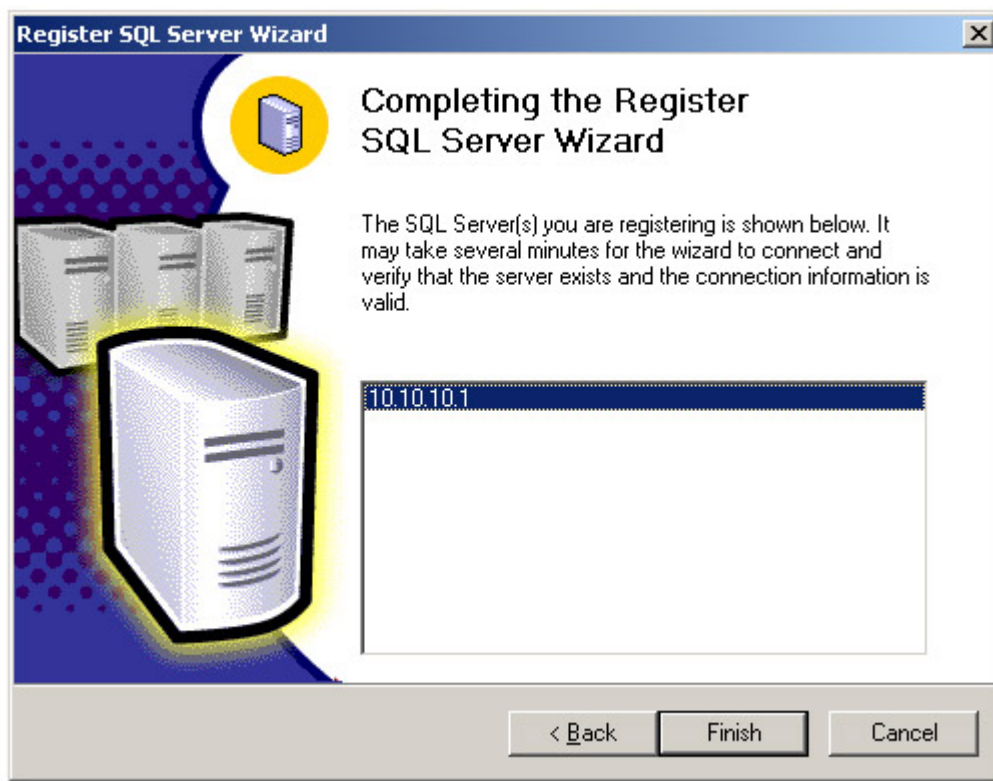 Register SQL Server Wizard
Completing the Register
SQL Server Wizard
The SQL Server(s) you are registering is shown below. It
may take several minutes for the wizard to connect and
verify that the server exists and the connection information is
valid.
10.10.10.1
< Back
Finish
Cancel